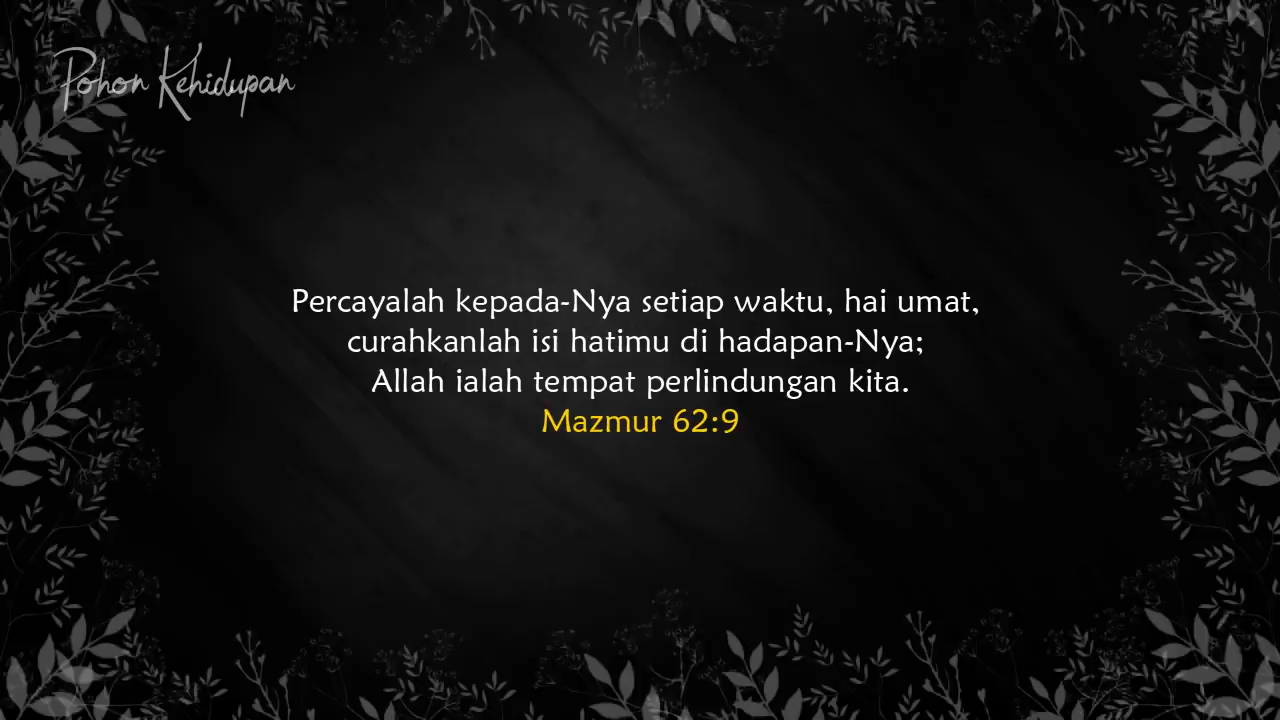 Pohon Kehidupan
Percayalah kepada-Nya setiap waktu, hai umat,
curahkanlah isi hatimu di hadapan-Nya;
Allah ialah tempat perlindungan kita.
Mazmur 62:9